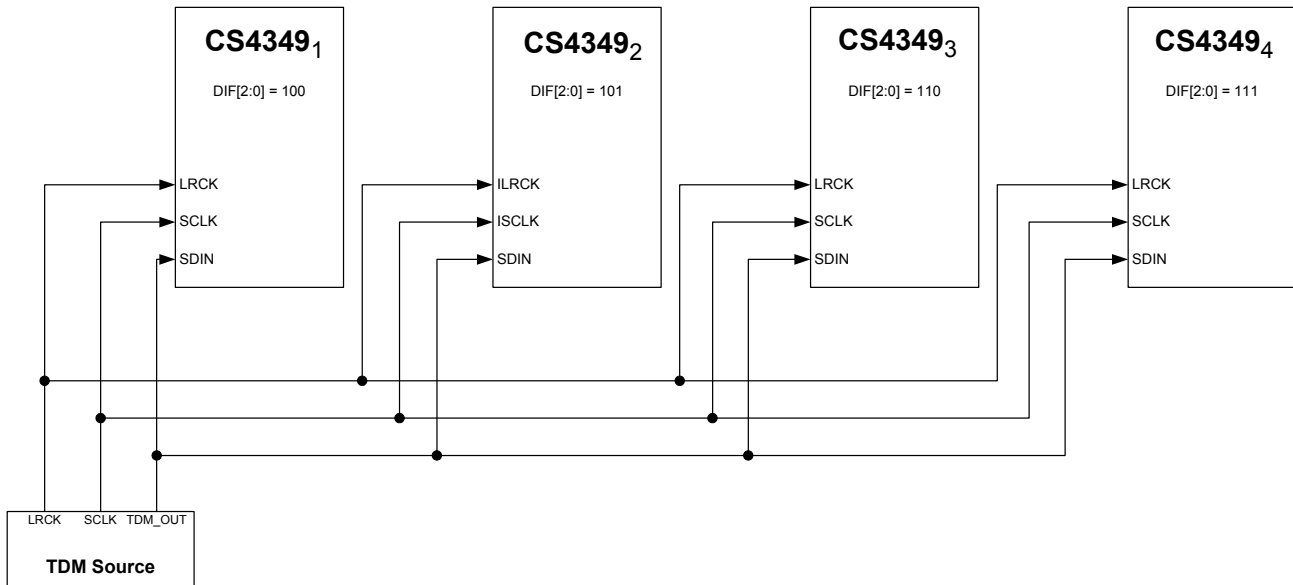 CS43491 CS43492 CS43493 CS43494
DIF[2:0] = 100 DIF[2:0] = 101 DIF[2:0] = 110 DIF[2:0] = 111
LRCK ILRCK LRCK LRCK
SCLK ISCLK SCLK SCLK
SDIN SDIN SDIN SDIN
LRCK SCLK TDM_OUT
TDM Source